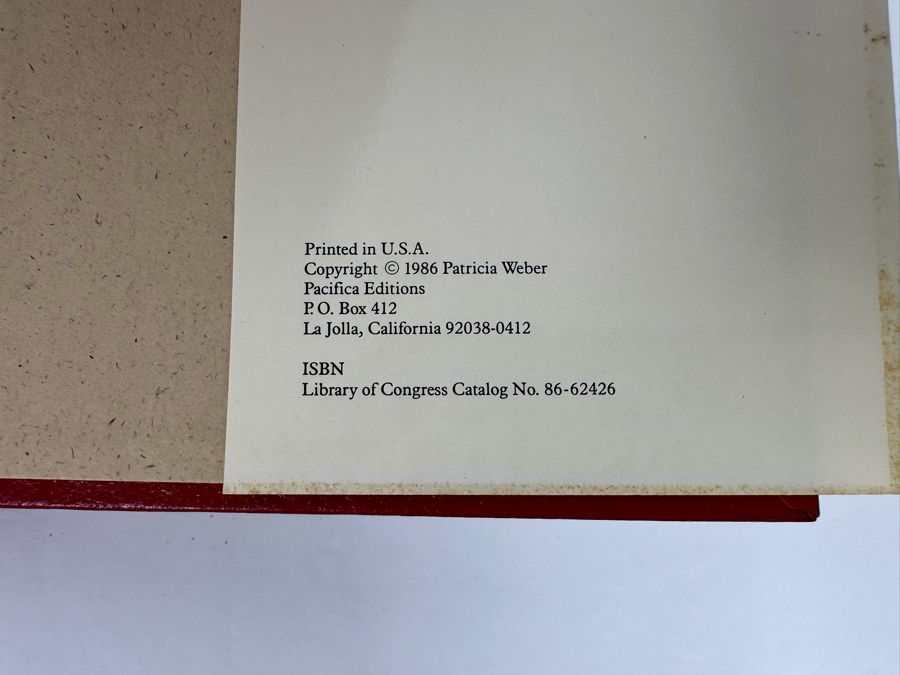 Printed in U.S.A.
Copyright © 1986 Patricia Weber
Pacifica Editions
P.O. Box 412
La Jolla, California 92038-0412
ISBN
Library of Congress Catalog No. 86-62426